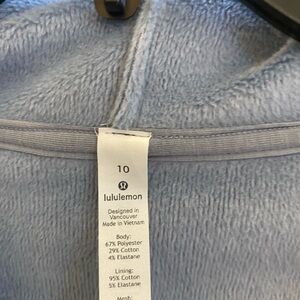 10
lululemon
Designed in
Vancouver
Made in Vietnam
Body:
67% Polyester
29% Cotton
4% Elastane
Lining:
95% Cotton
5% Elastane
Mesh: